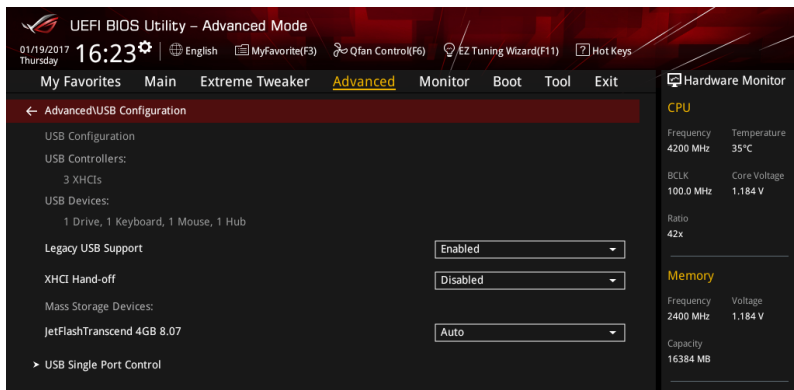 UEFI BIOS Utility – Advanced Mode
01/19/2017 Thursday 16:23 English MyFavorite(F3) Qfan Control(F6) EZ Tuning Wizard(F11) ? Hot Keys
My Favorites Main Extreme Tweaker Advanced Monitor Boot Tool Exit
Hardware Monitor
← Advanced\USB Configuration
USB Configuration
USB Controllers:
3 XHCIs
USB Devices:
1 Drive, 1 Keyboard, 1 Mouse, 1 Hub
Legacy USB Support Enabled
XHCI Hand-off Disabled
Mass Storage Devices:
JetFlashTranscend 4GB 8.07 Auto
➤ USB Single Port Control
CPU
Frequency Temperature
4200 MHz 35°C
BCLK Core Voltage
100.0 MHz 1.184 V
Ratio
42x
Memory
Frequency Voltage
2400 MHz 1.184 V
Capacity
16384 MB